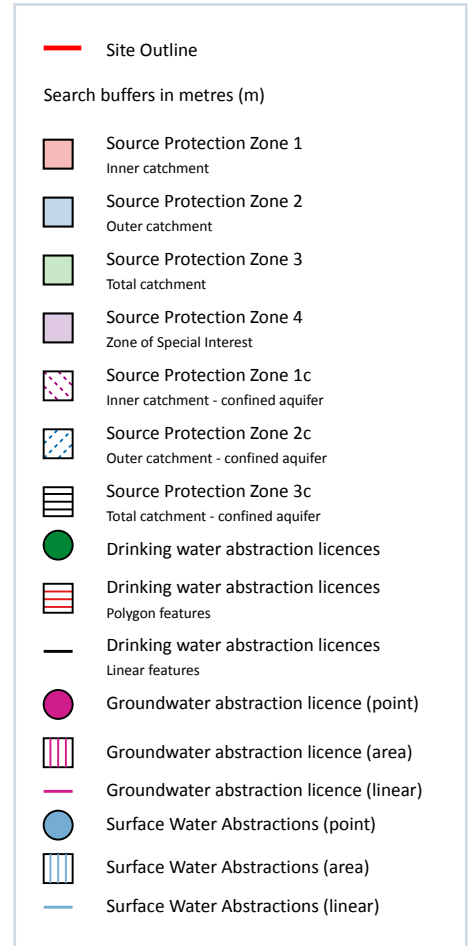 Site Outline
Search buffers in metres (m)
Source Protection Zone 1
Inner catchment
Source Protection Zone 2
Outer catchment
Source Protection Zone 3
Total catchment
Source Protection Zone 4
Zone of Special Interest
Source Protection Zone 1c
Inner catchment - confined aquifer
Source Protection Zone 2c
Outer catchment - confined aquifer
Source Protection Zone 3c
Total catchment - confined aquifer
Drinking water abstraction licences
Drinking water abstraction licences
Polygon features
Drinking water abstraction licences
Linear features
Groundwater abstraction licence (point)
Groundwater abstraction licence (area)
Groundwater abstraction licence (linear)
Surface Water Abstractions (point)
Surface Water Abstractions (area)
Surface Water Abstractions (linear)